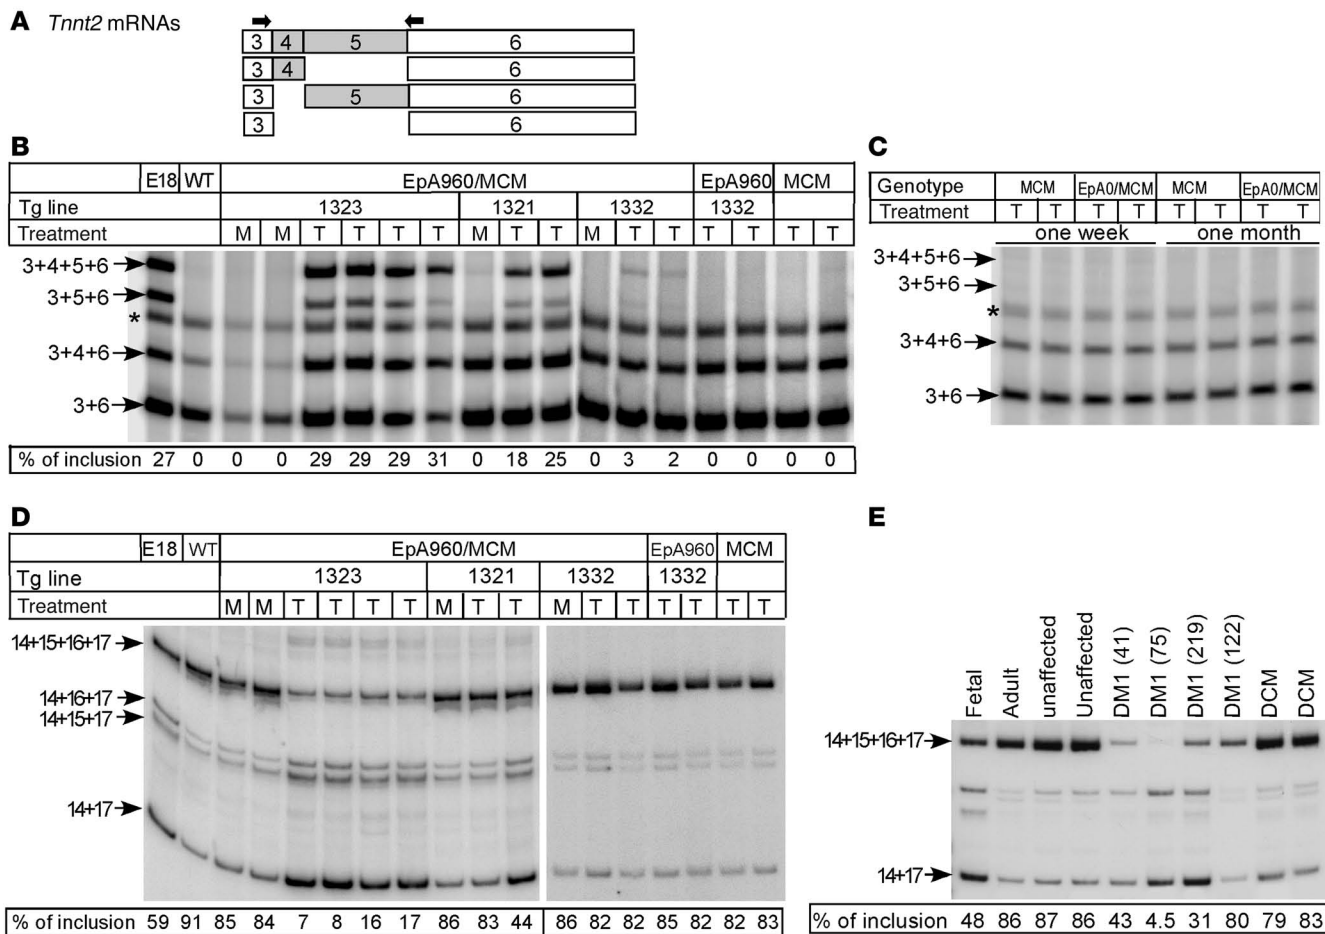 A Tnnt2 mRNAs
3 4 5 6
3 4 6
3 5 6
3 6
B
E18 WT EpA960/MCM EpA960 MCM
Tg line 1323 1321 1332 1332
Treatment M M T T T T M T T M T T T T T T
3+4+5+6
3+5+6
*
3+4+6
3+6
% of inclusion 27 0 0 0 29 29 29 31 0 18 25 0 3 2 0 0 0 0
C
Genotype MCM EpA0/MCM MCM EpA0/MCM
Treatment T T T T T T T T
one week one month
3+4+5+6
3+5+6
*
3+4+6
3+6
D
E18 WT EpA960/MCM EpA960 MCM
Tg line 1323 1321 1332 1332
Treatment M M T T T T M T T M T T T T T T
14+15+16+17
14+16+17
14+15+17
14+17
% of inclusion 59 91 85 84 7 8 16 17 86 83 44 86 82 82 85 82 82 83
E
Fetal
Adult
unaffected
Unaffected
DM1 (41)
DM1 (75)
DM1 (219)
DM1 (122)
DCM
DCM
14+15+16+17
14+17
% of inclusion 48 86 87 86 43 4.5 31 80 79 83